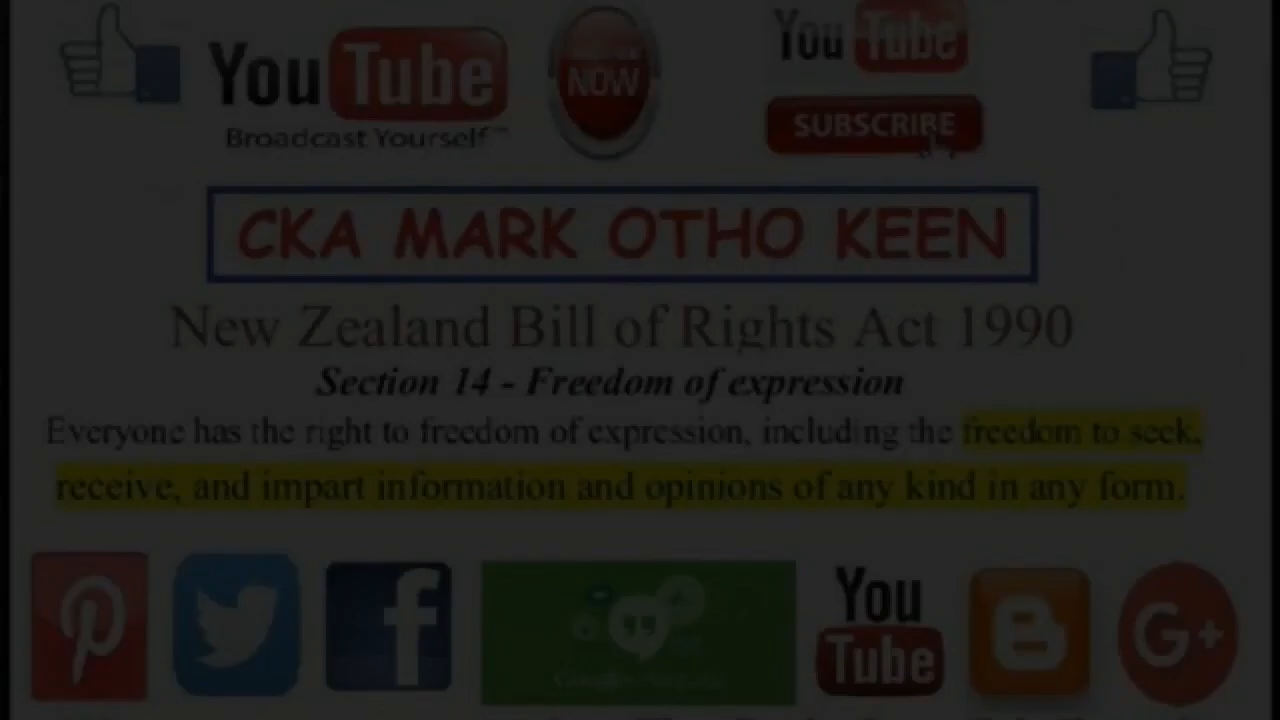 YouTube
Broadcast Yourself™
NOW
YouTube
SUBSCRIBE
CKA MARK OTHO KEEN
New Zealand Bill of Rights Act 1990
Section 14 - Freedom of expression
Everyone has the right to freedom of expression, including the freedom to seek,
receive, and impart information and opinions of any kind in any form.
YouTube
G+